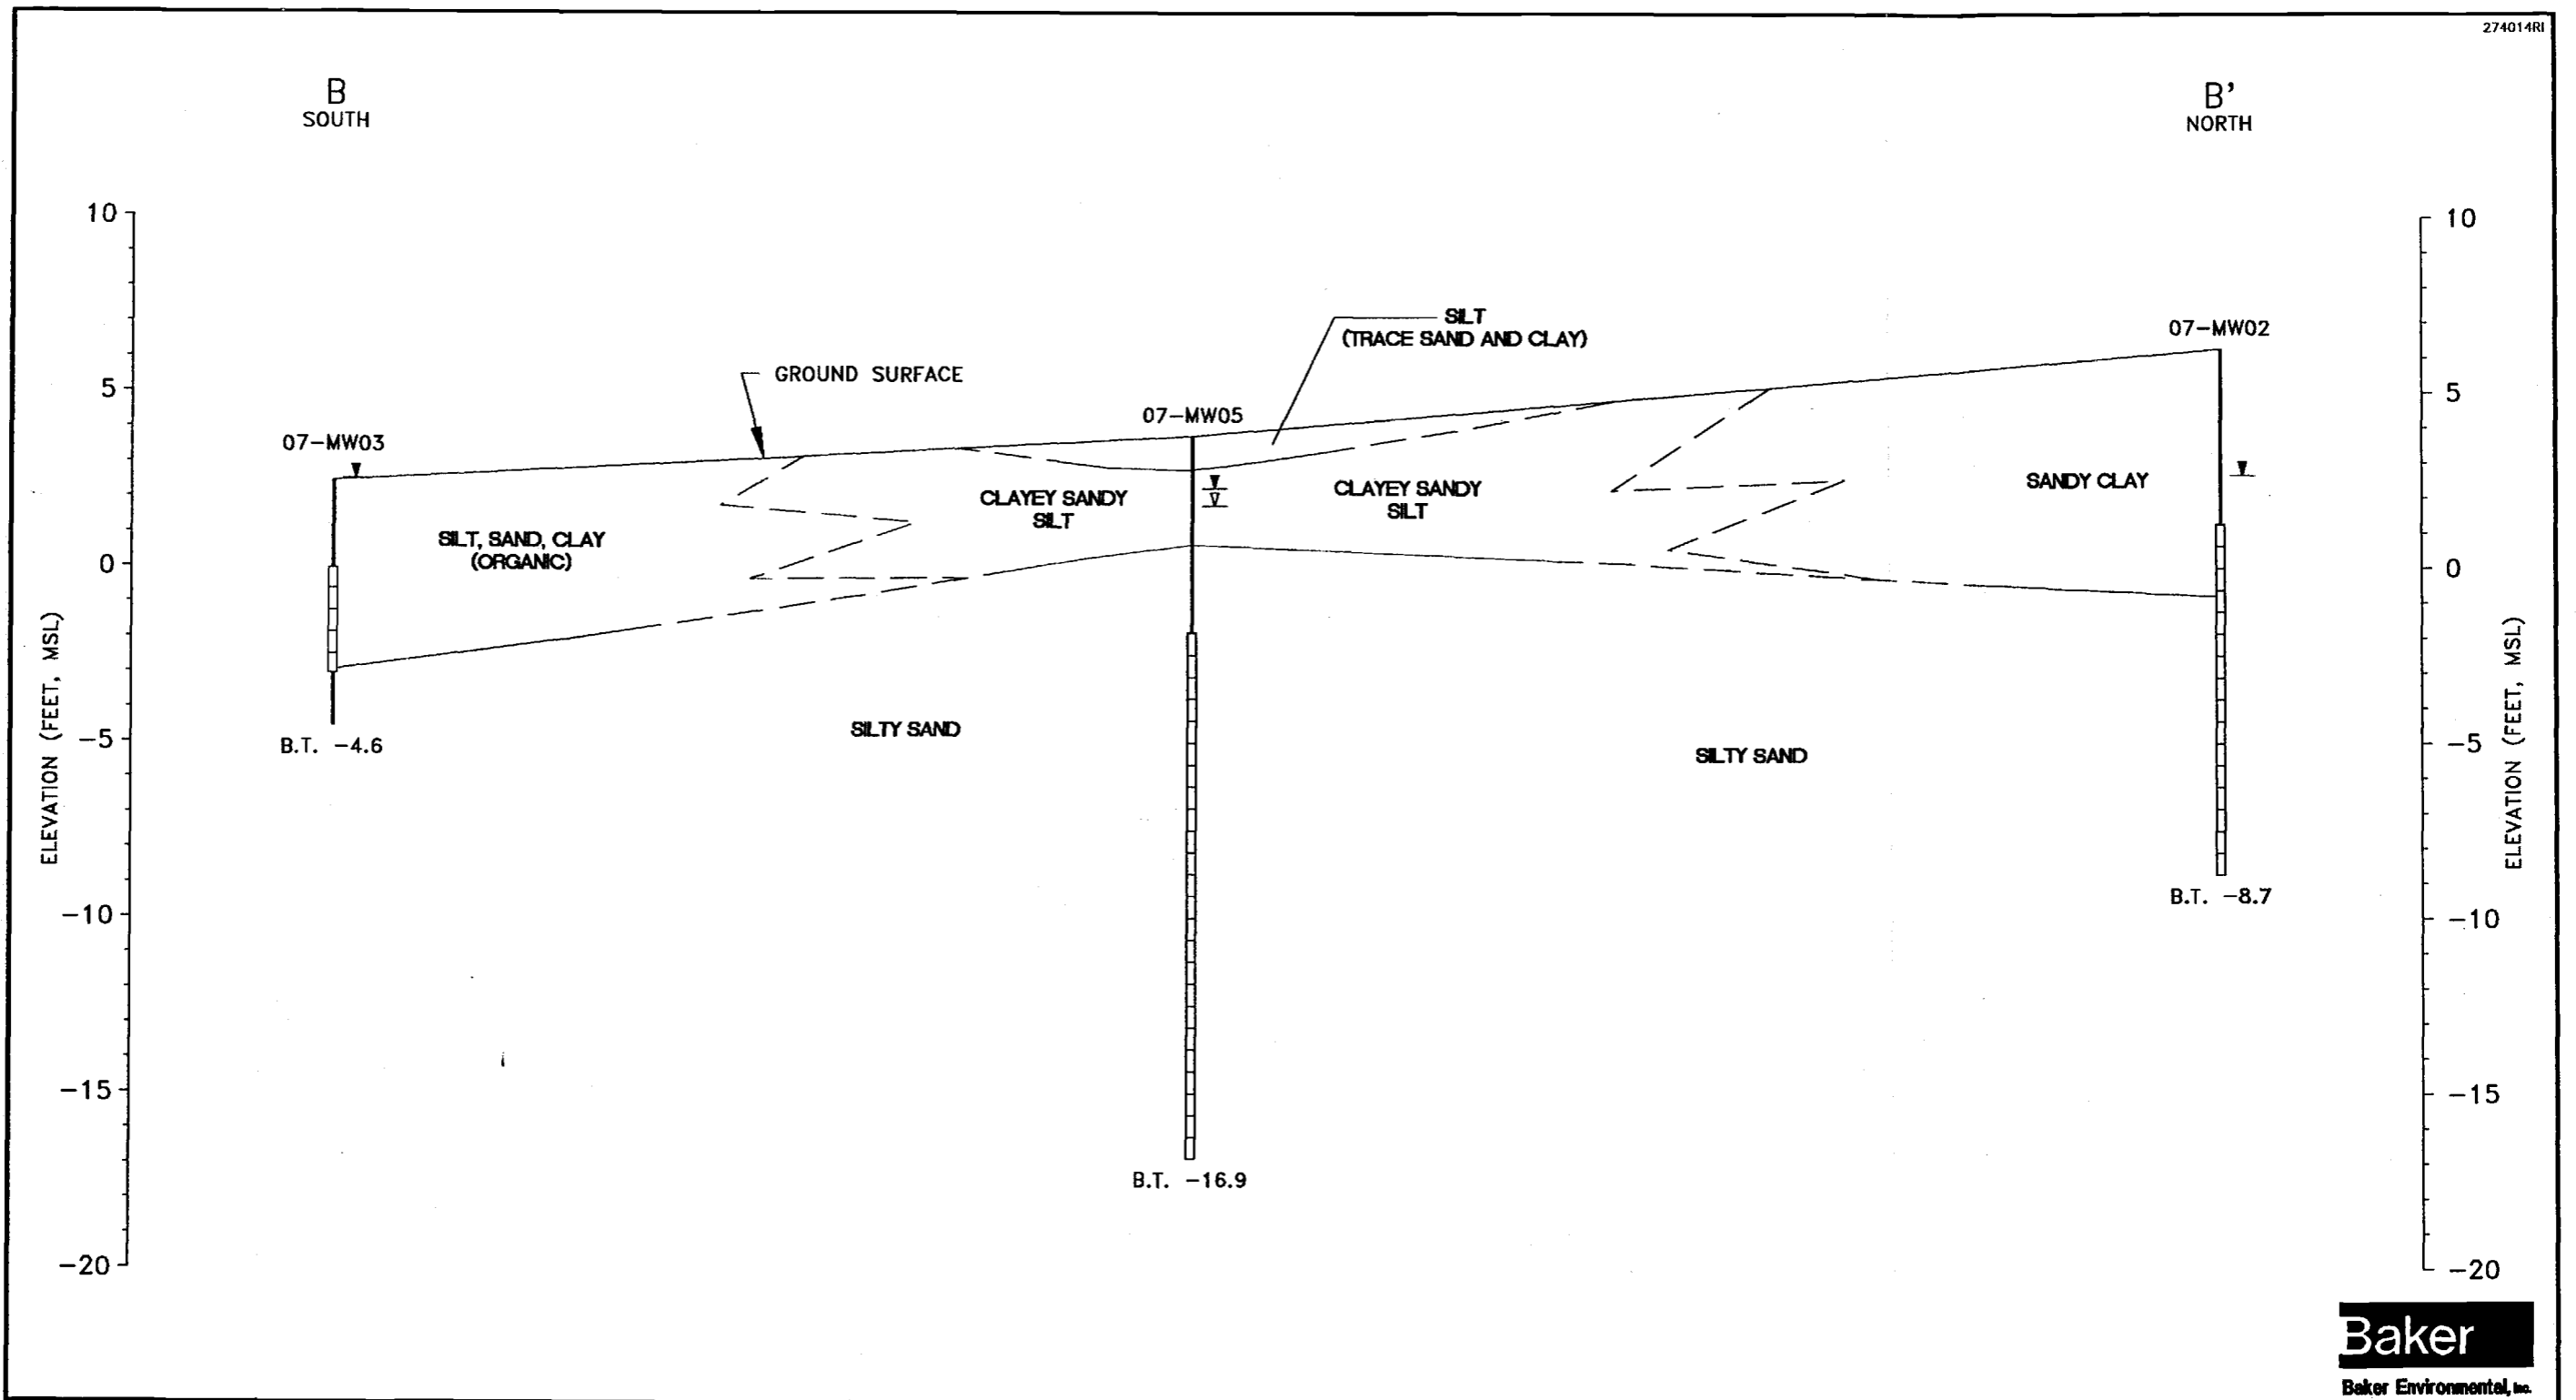 274014RI
B
SOUTH
B'
NORTH
10
5
0
-5
-10
-15
-20
ELEVATION (FEET, MSL)
07-MW03
GROUND SURFACE
07-MW05
SILT
(TRACE SAND AND CLAY)
07-MW02
SILT, SAND, CLAY
(ORGANIC)
CLAYEY SANDY
SILT
CLAYEY SANDY
SILT
SANDY CLAY
B.T. -4.6
SILTY SAND
SILTY SAND
B.T. -16.9
B.T. -8.7
10
5
0
-5
-10
-15
-20
ELEVATION (FEET, MSL)
Baker
Baker Environmental, Inc.